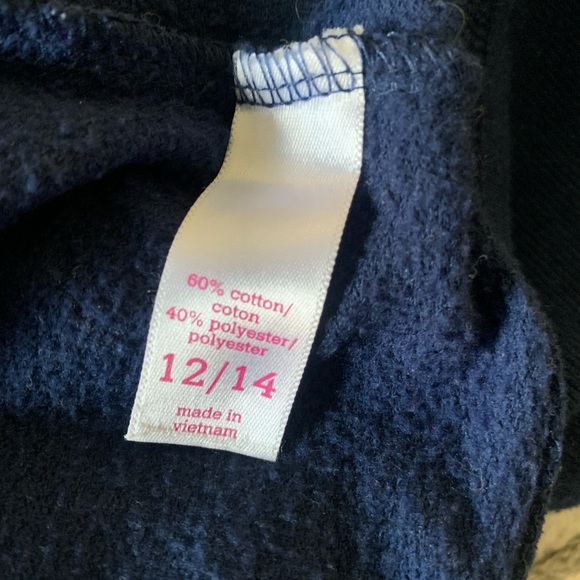 60% cotton/
coton
40% polyester/
polyester
12/14
made in
vietnam